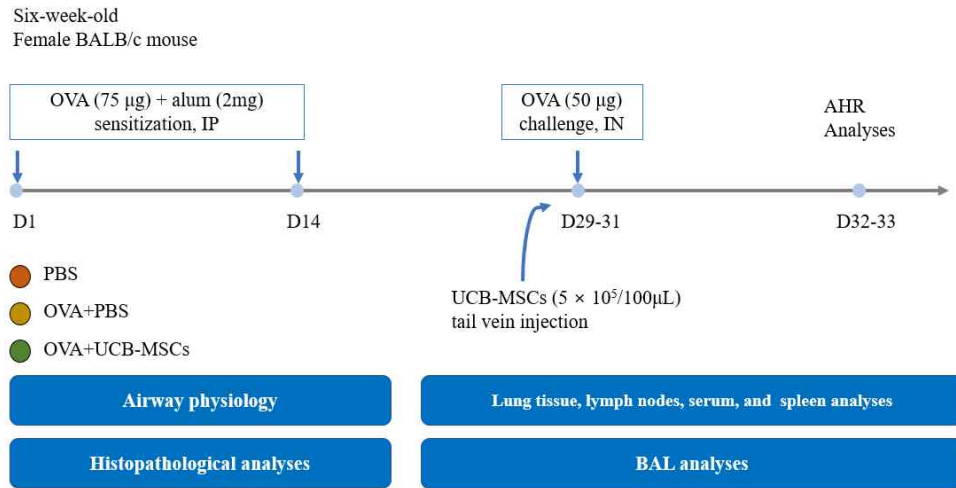 Six-week-old
Female BALB/c mouse
OVA (75 μg) + alum (2mg)
sensitization, IP
OVA (50 μg)
challenge, IN
AHR
Analyses
D1
D14
D29-31
D32-33
PBS
OVA+PBS
OVA+UCB-MSCs
UCB-MSCs (5 × 10⁵/100μL)
tail vein injection
Airway physiology
Lung tissue, lymph nodes, serum, and spleen analyses
Histopathological analyses
BAL analyses